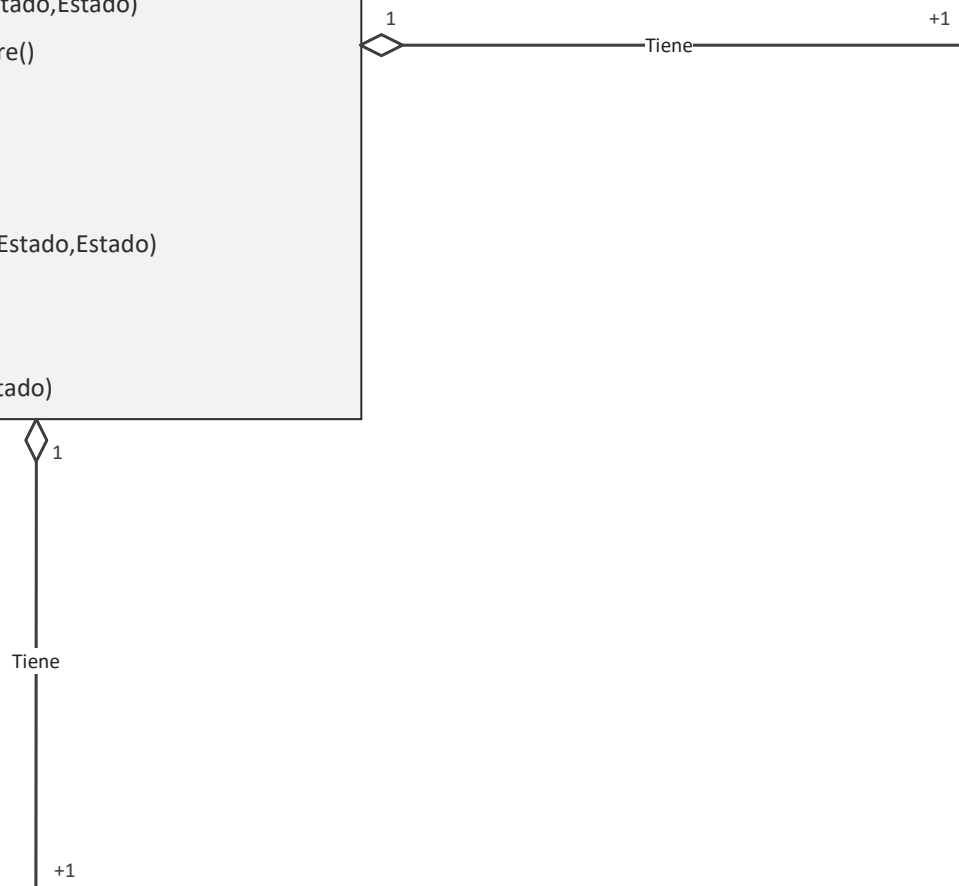 tado,Estado)
1
+1
Tiene
re()
Estado,Estado)
tado)
1
Tiene
+1